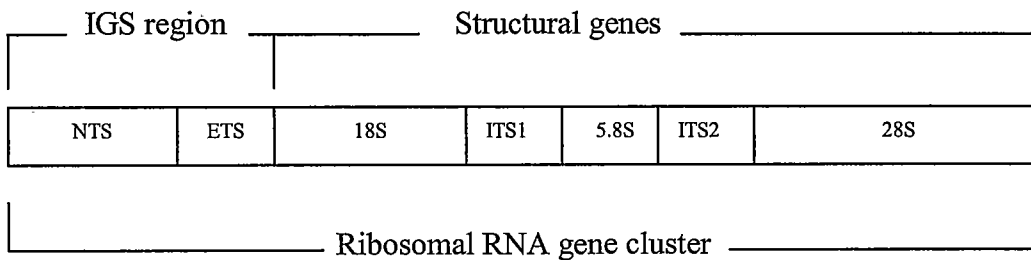 IGS region Structural genes
NTS ETS 18S ITS1 5.8S ITS2 28S
Ribosomal RNA gene cluster